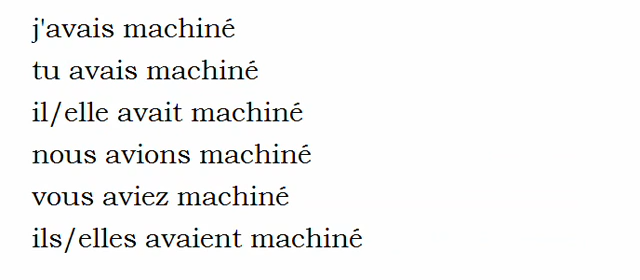 j'avais machiné
tu avais machiné
il/elle avait machiné
nous avions machiné
vous aviez machiné
ils/elles avaient machiné